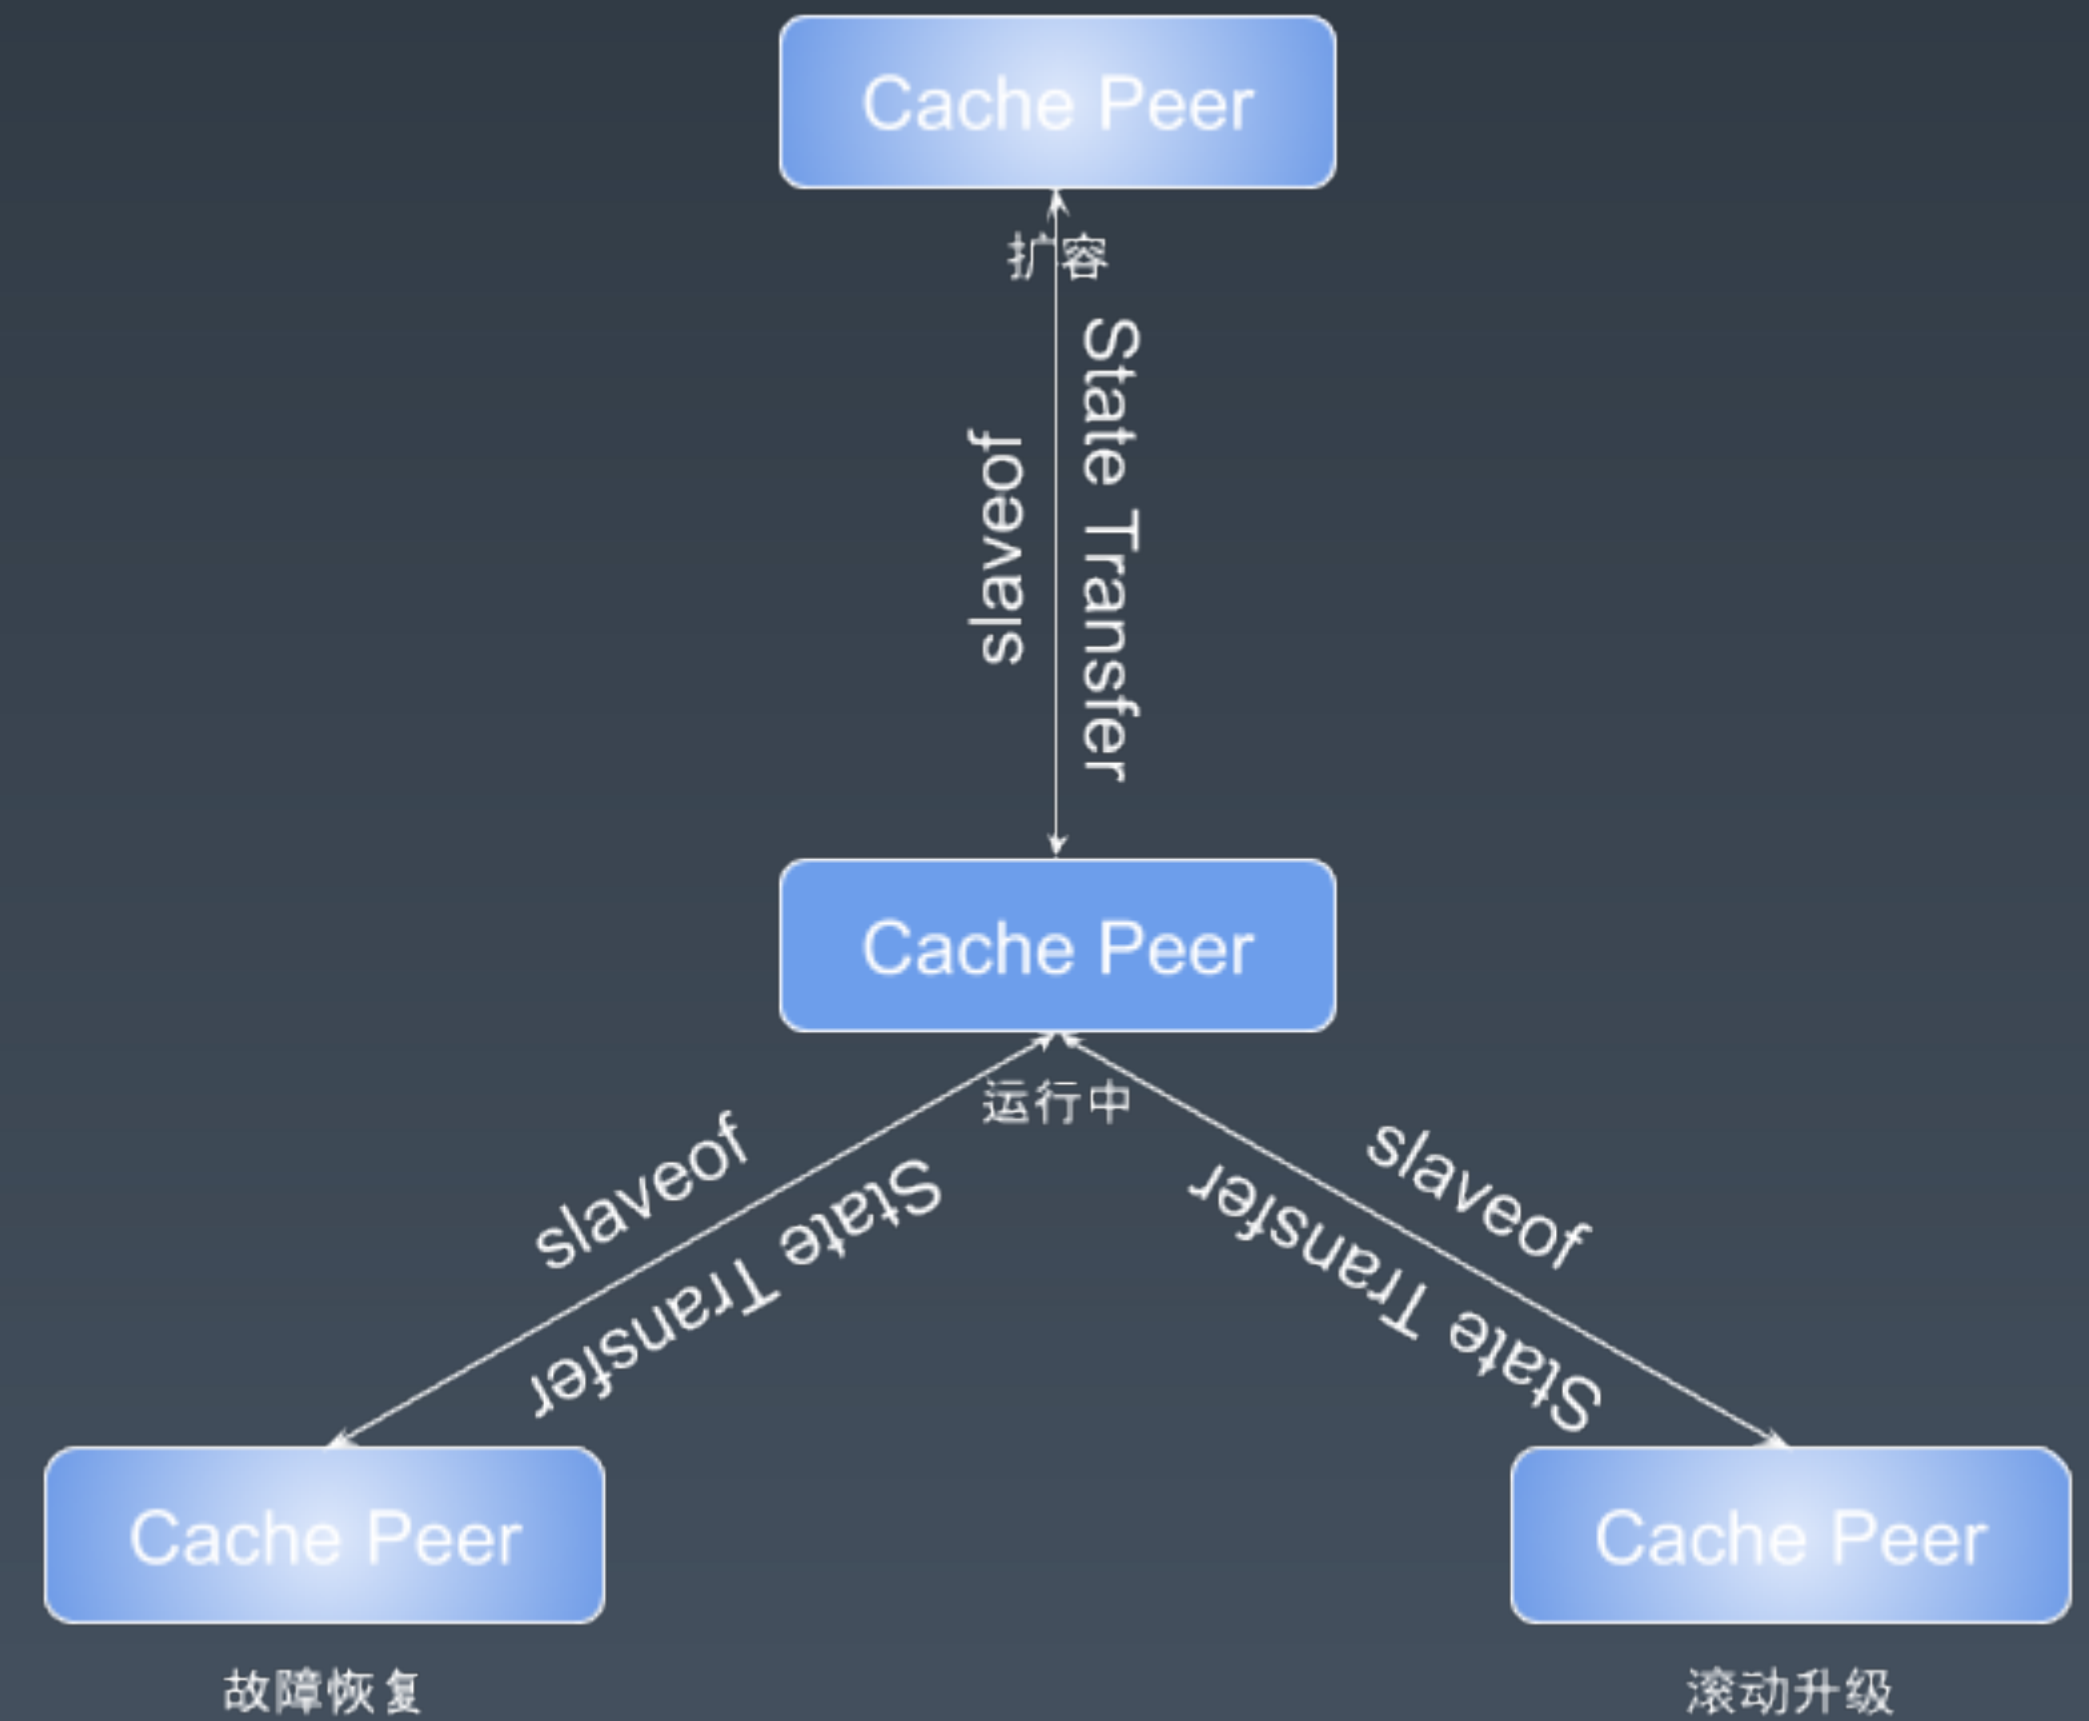 Cache Peer
扩容
slaveof
State Transfer
Cache Peer
运行中
slaveof
State Transfer
slaveof
State Transfer
Cache Peer
Cache Peer
故障恢复
滚动升级